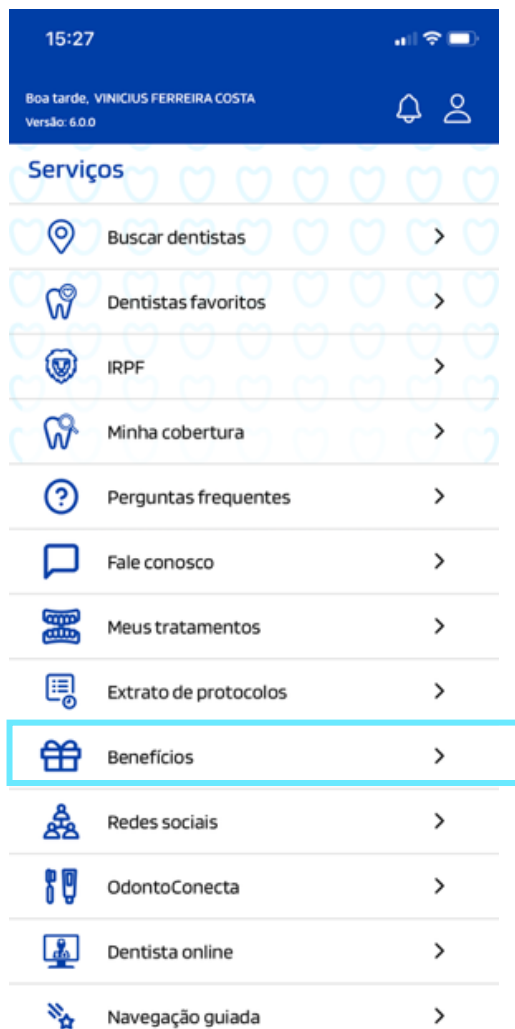 15:27
Boa tarde, VINICIUS FERREIRA COSTA
Versão: 6.0.0
Serviços
Buscar dentistas
Dentistas favoritos
IRPF
Minha cobertura
Perguntas frequentes
Fale conosco
Meus tratamentos
Extrato de protocolos
Benefícios
Redes sociais
OdontoConecta
Dentista online
Navegação guiada